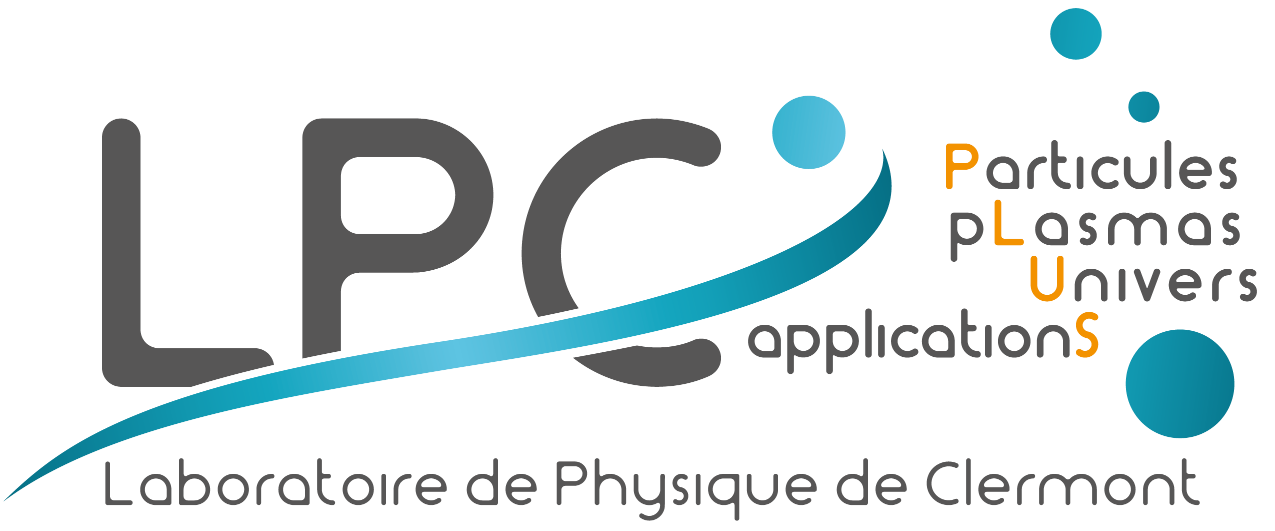 LPC
Particules
pLasmas
Univers
applicationS
Laboratoire de Physique de Clermont